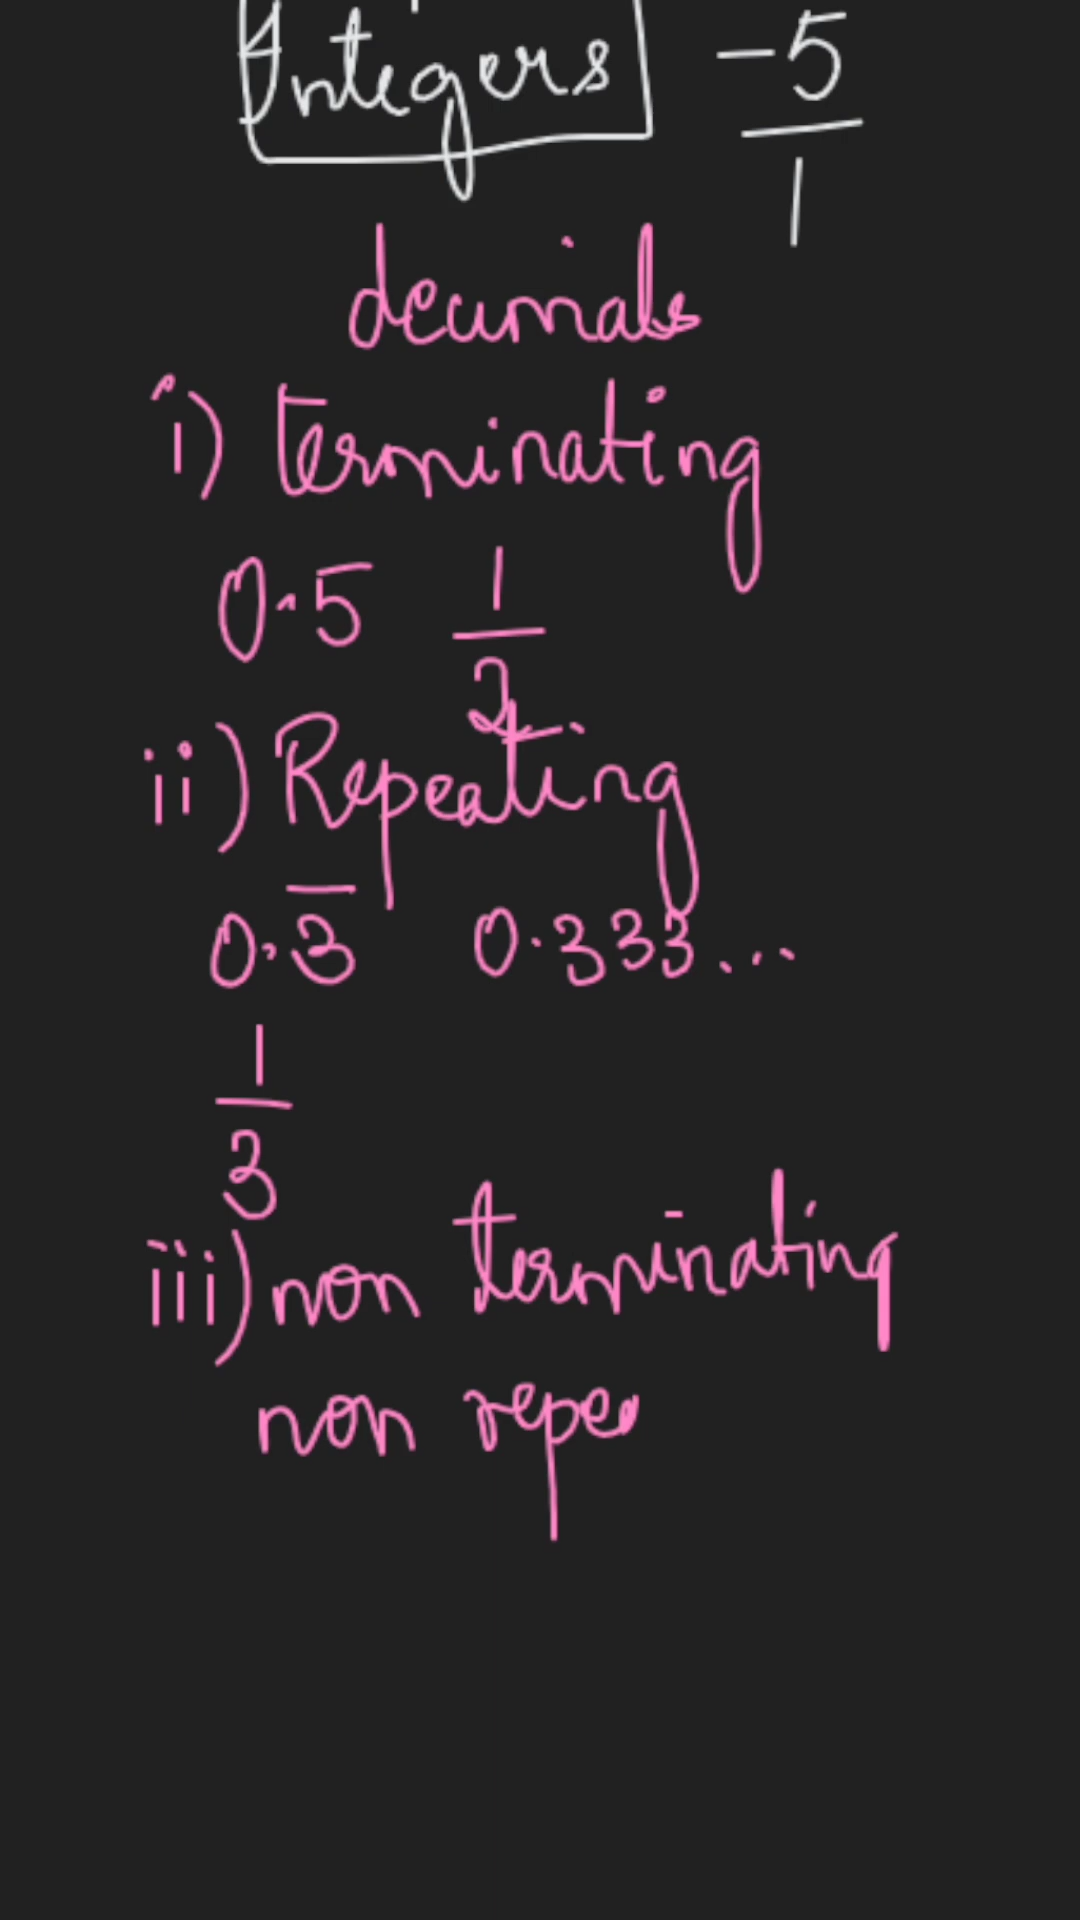 Integers -5/1
decimals
i) terminating
0.5 1/2
ii) Repeating
0.3̅ 0.333...
1/3
iii) non terminating
non repea